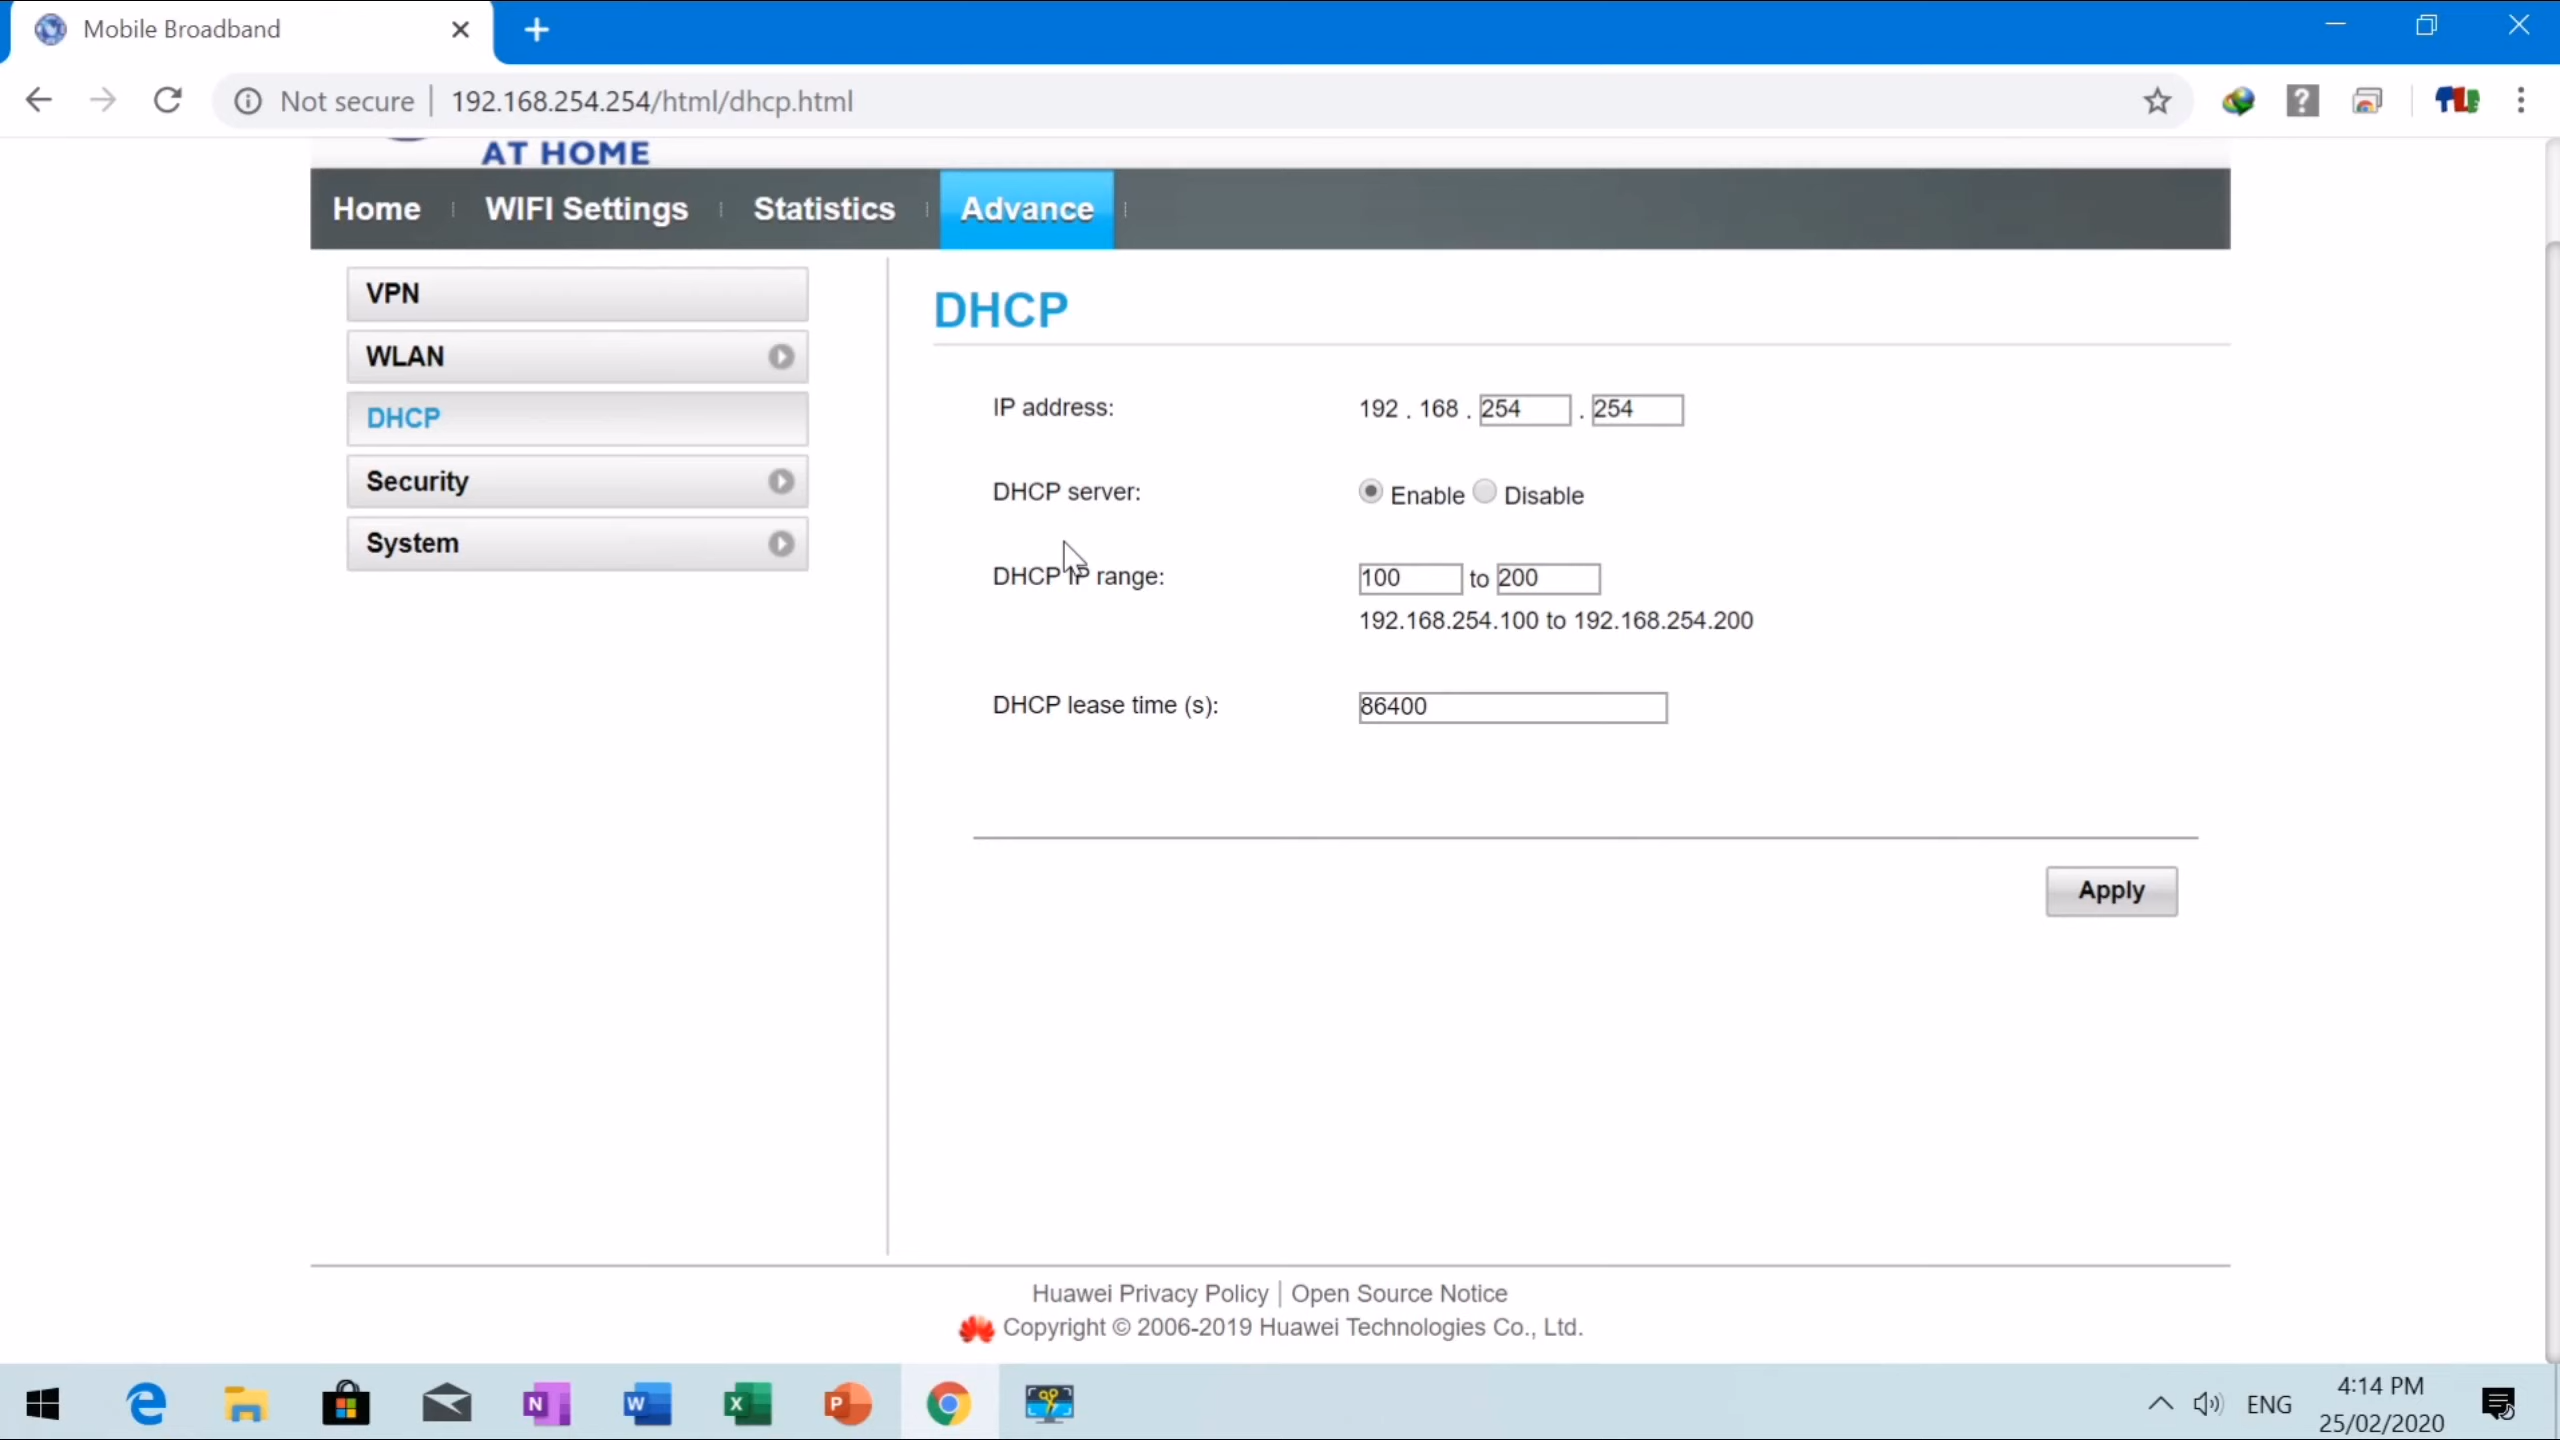 Mobile Broadband
Not secure | 192.168.254.254/html/dhcp.html
AT HOME
Home
WIFI Settings
Statistics
Advance
VPN
WLAN
DHCP
Security
System
DHCP
IP address: 192 . 168 . 254 . 254
DHCP server: Enable Disable
DHCP IP range: 100 to 200
192.168.254.100 to 192.168.254.200
DHCP lease time (s): 86400
Apply
Huawei Privacy Policy | Open Source Notice
Copyright © 2006-2019 Huawei Technologies Co., Ltd.
N
W
X
P
ENG
4:14 PM
25/02/2020